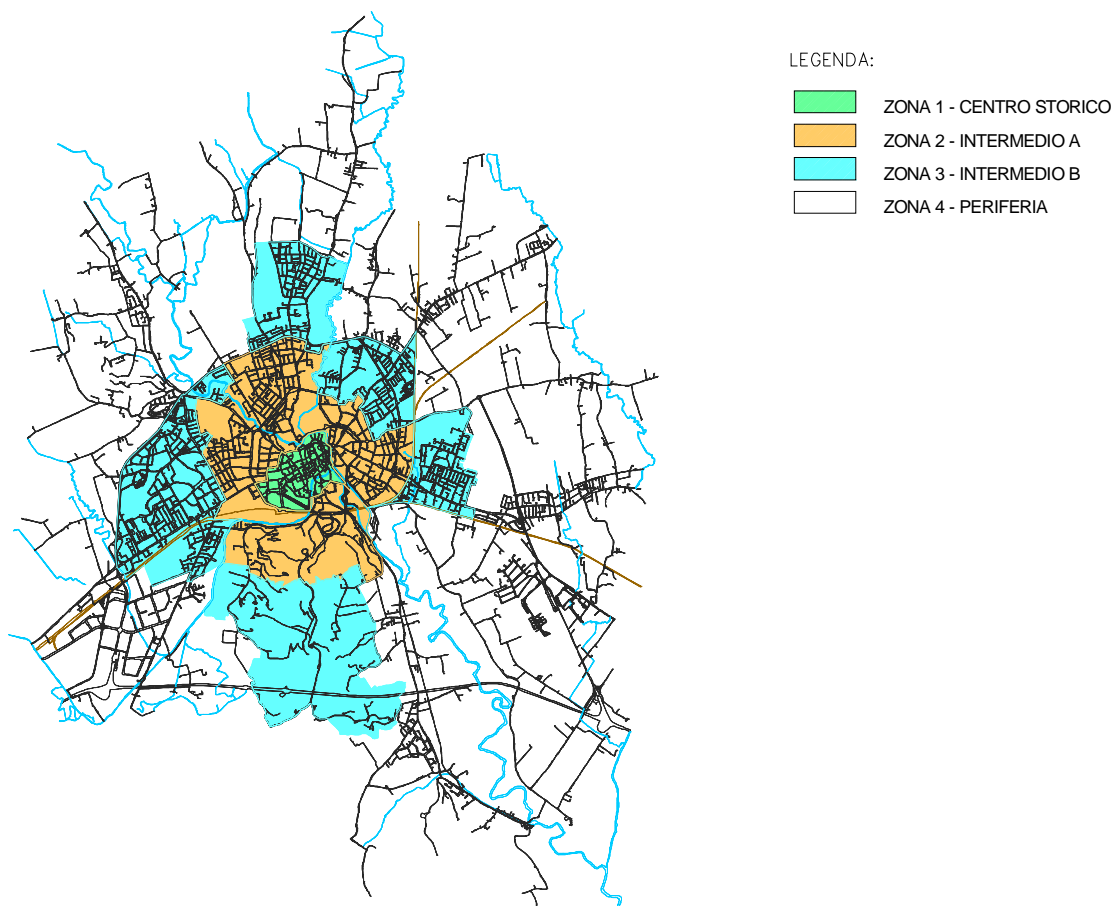 LEGENDA:
ZONA 1 - CENTRO STORICO
ZONA 2 - INTERMEDIO A
ZONA 3 - INTERMEDIO B
ZONA 4 - PERIFERIA